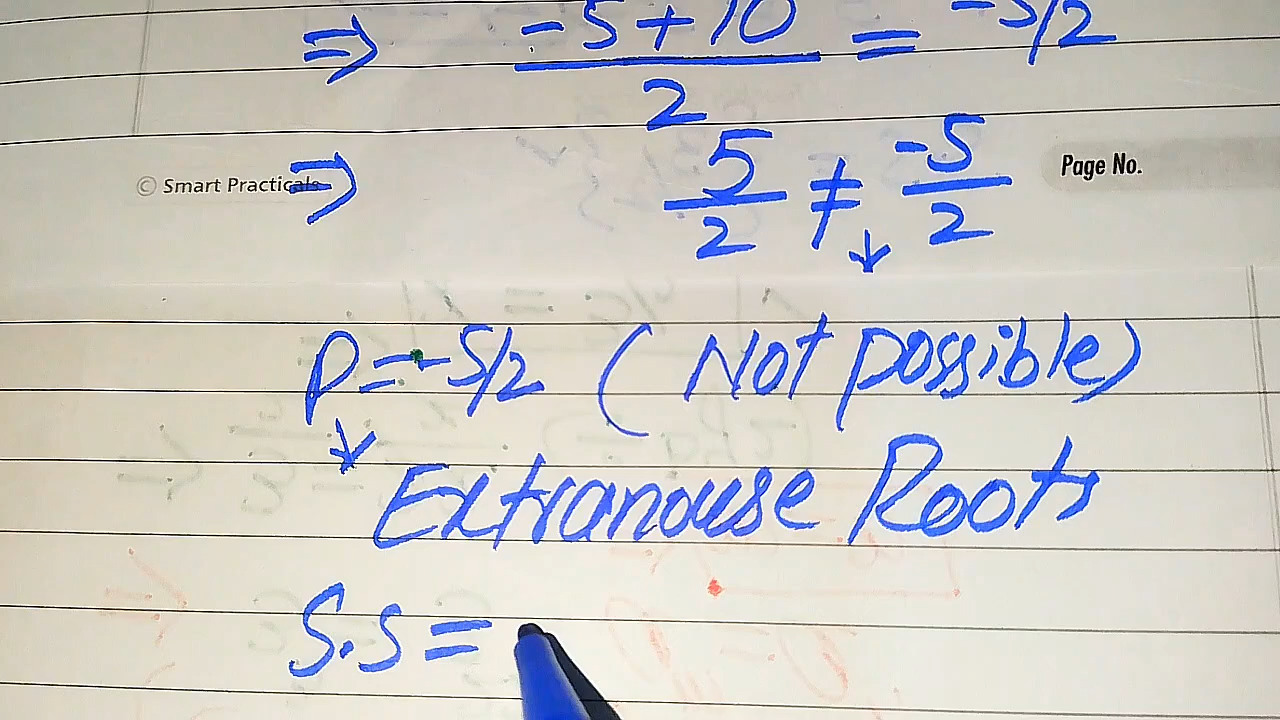 ⇒ -5+10/2 = -5/2
© Smart Practicals Page No.
⇒ 5/2 ≠ -5/2
↓
P=-5/2 (Not possible)
↓ Extranouse Roots
S.S =